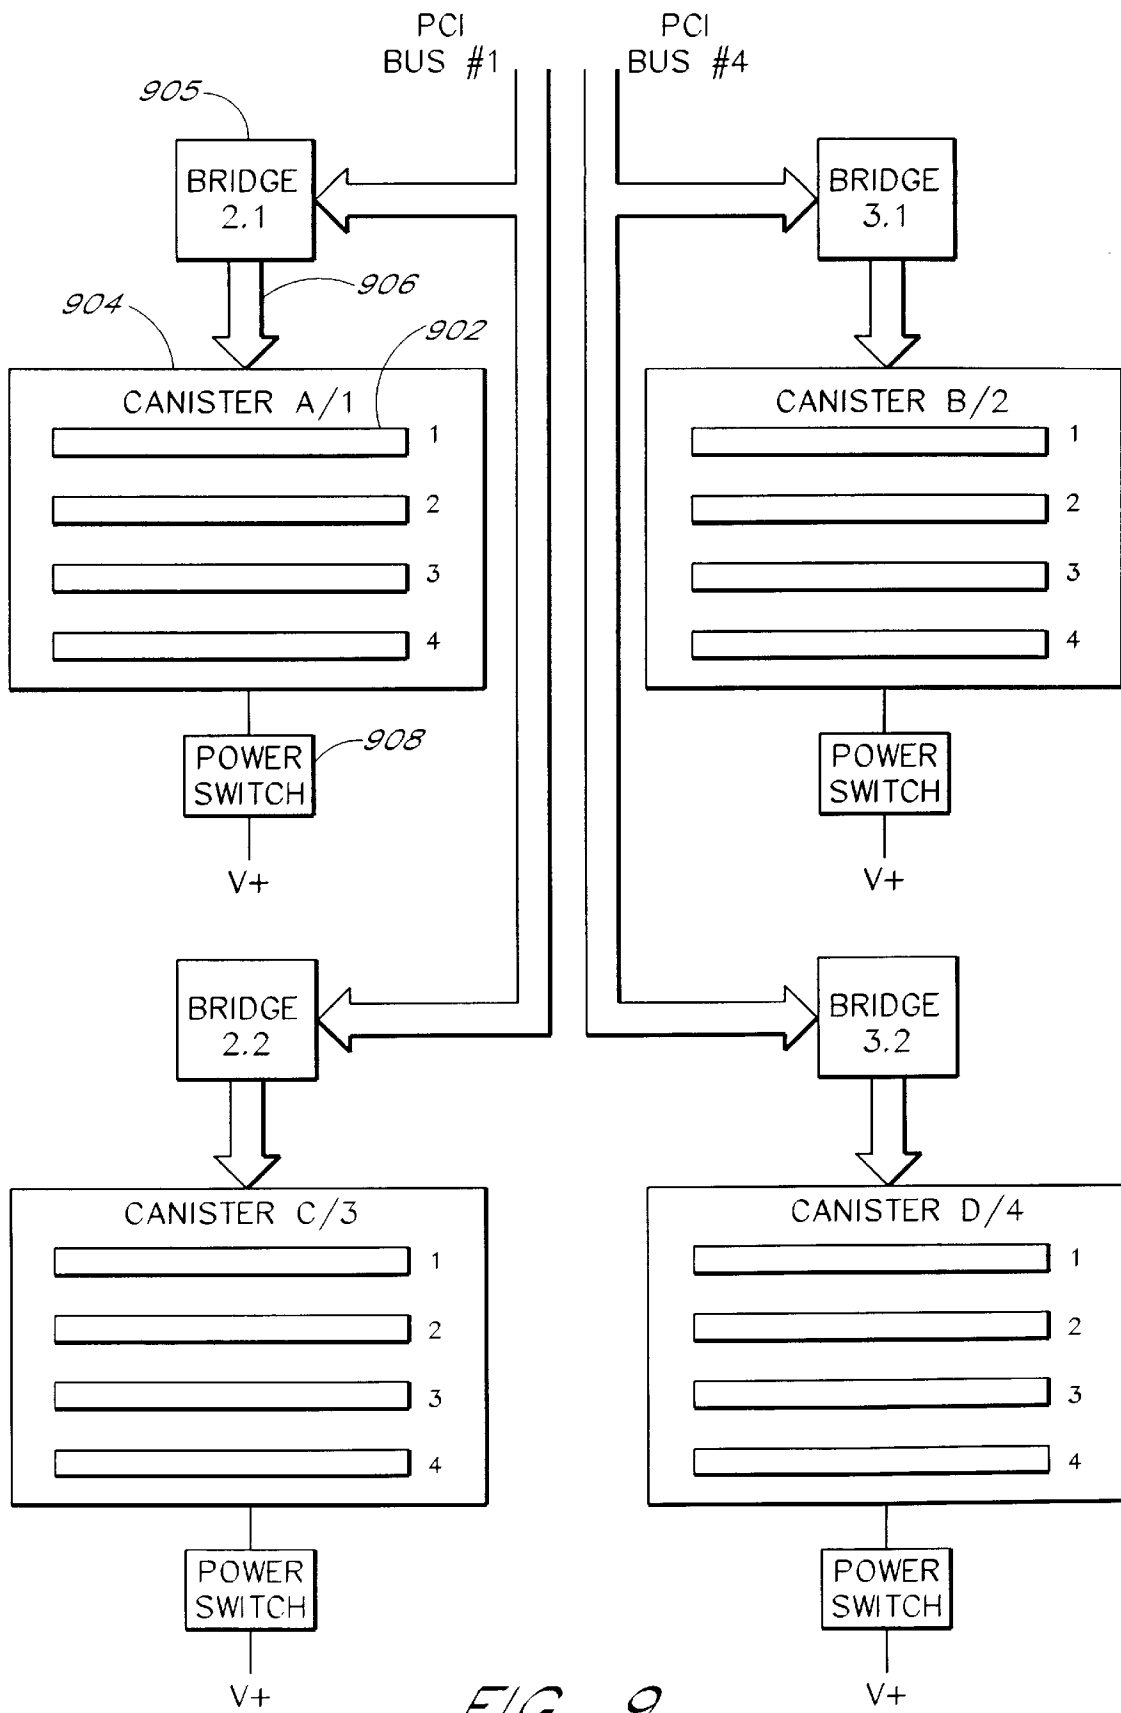 PCI
BUS #1
PCI
BUS #4
905
BRIDGE
2.1
BRIDGE
3.1
906
904
902
CANISTER A/1
1
2
3
4
CANISTER B/2
1
2
3
4
POWER
SWITCH
908
V+
POWER
SWITCH
V+
BRIDGE
2.2
BRIDGE
3.2
CANISTER C/3
1
2
3
4
CANISTER D/4
1
2
3
4
POWER
SWITCH
V+
POWER
SWITCH
V+
FIG. 9